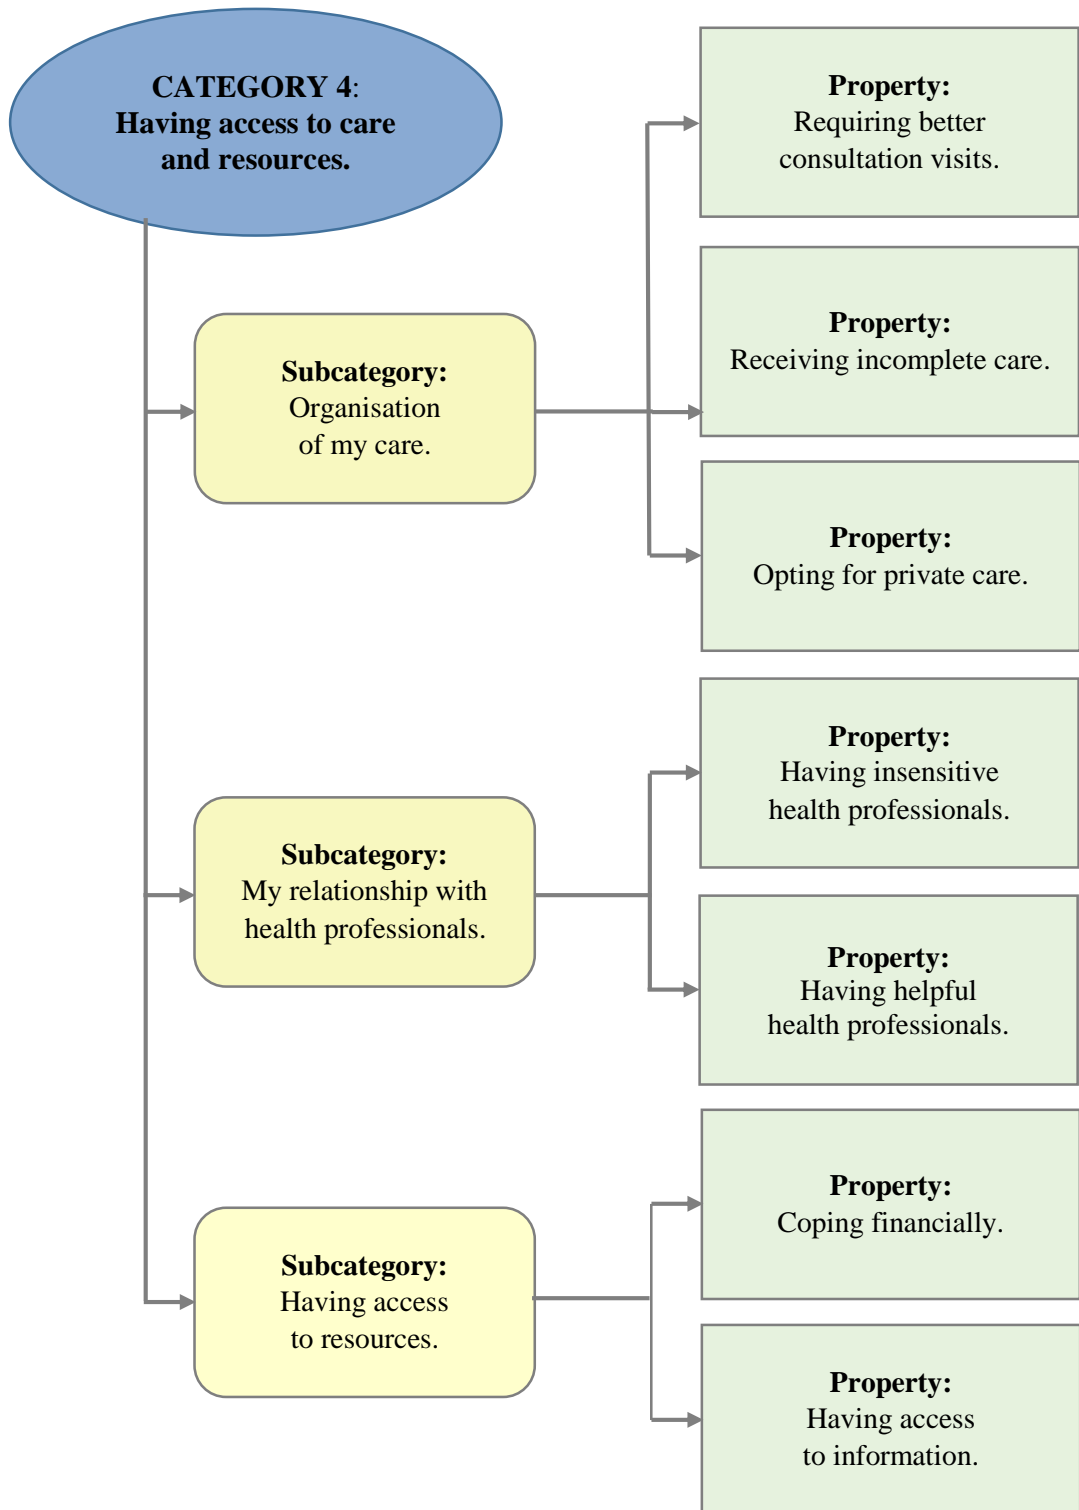 CATEGORY 4:
Having access to care
and resources.
Property:
Requiring better
consultation visits.
Property:
Receiving incomplete care.
Subcategory:
Organisation
of my care.
Property:
Opting for private care.
Property:
Having insensitive
health professionals.
Subcategory:
My relationship with
health professionals.
Property:
Having helpful
health professionals.
Property:
Coping financially.
Subcategory:
Having access
to resources.
Property:
Having access
to information.